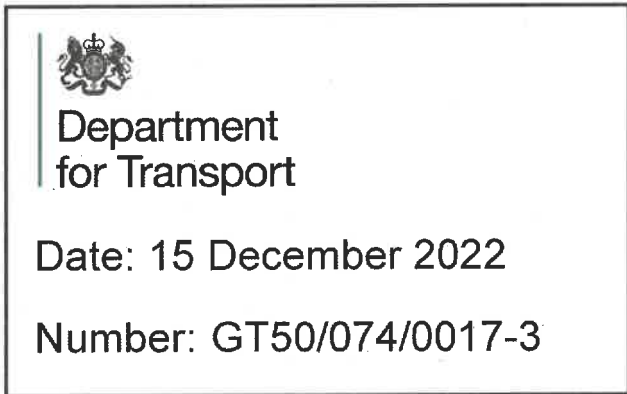 Department
for Transport
Date: 15 December 2022
Number: GT50/074/0017-3